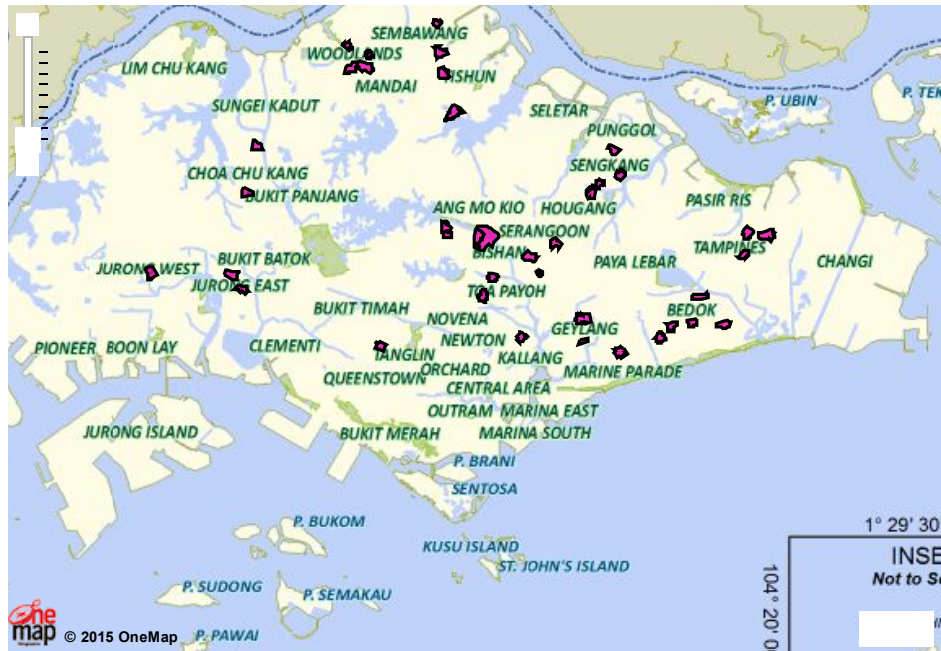 SEMBAWANG
WOODLANDS
LIM CHU KANG
YISHUN
MANDAI
SUNGEI KADUT
SELETAR
P. UBIN
P. TEK
PUNGGOL
SENGKANG
CHOA CHU KANG
BUKIT PANJANG
PASIR RIS
ANG MO KIO
HOUGANG
SERANGOON
BISHAN
TAMPINES
BUKIT BATOK
PAYA LEBAR
CHANGI
JURONG WEST
JURONG EAST
TOA PAYOH
BUKIT TIMAH
NOVENA
BEDOK
GEYLANG
NEWTON
PIONEER
BOON LAY
CLEMENTI
TANGLIN
KALLANG
ORCHARD
MARINE PARADE
QUEENSTOWN
CENTRAL AREA
OUTRAM
MARINA EAST
JURONG ISLAND
BUKIT MERAH
MARINA SOUTH
P. BRANI
SENTOSA
P. BUKOM
1° 29' 30
KUSU ISLAND
INSE
ST. JOHN'S ISLAND
Not to S
104° 20' 0
P. SUDONG
P. SEMAKAU
One
map
© 2015 OneMap
P. PAWAI